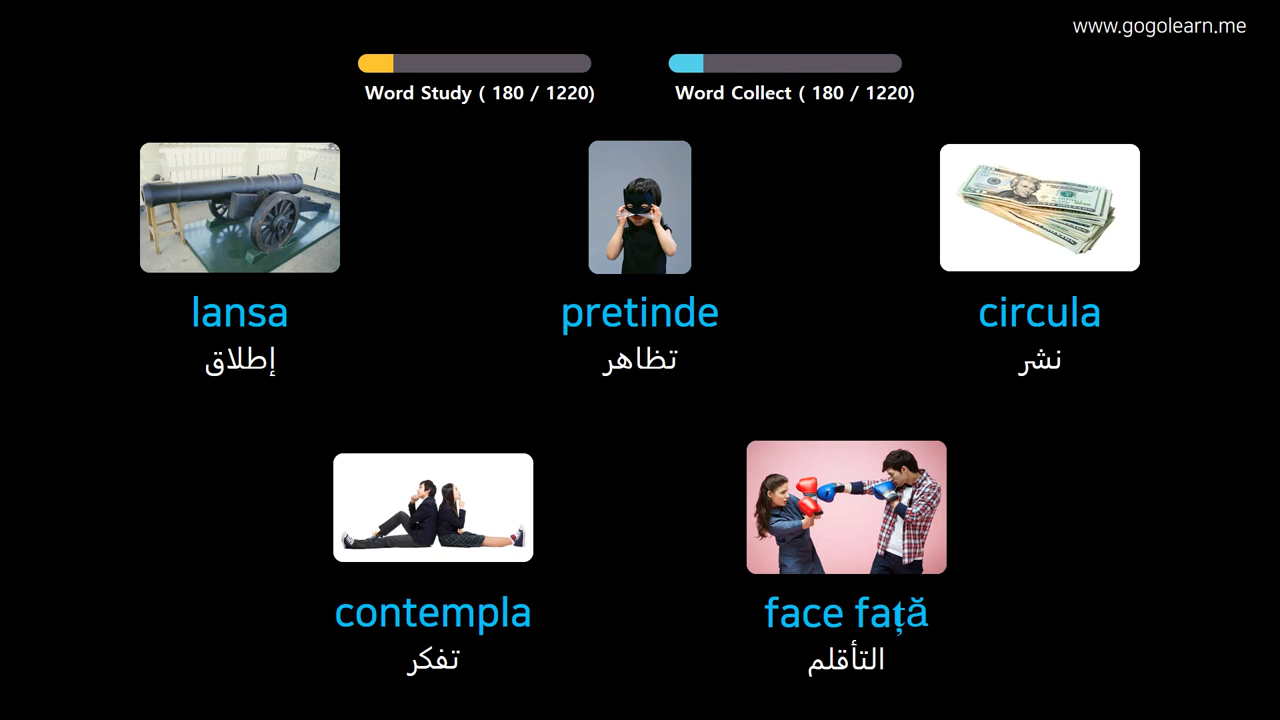 www.gogolearn.me
Word Study ( 180 / 1220)
Word Collect ( 180 / 1220)
lansa
إطلاق
pretinde
تظاهر
circula
نشر
contempla
تفكر
face față
التأقلم